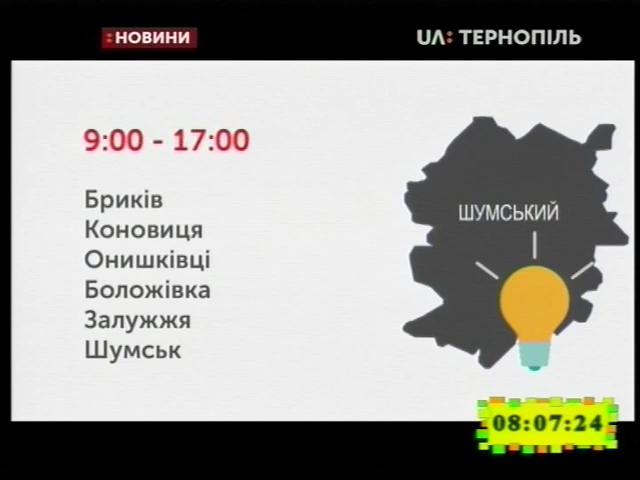 :НОВИНИ
UA: ТЕРНОПІЛЬ
9:00 - 17:00
Бриків
Коновиця
Онишківці
Боложівка
Залужжя
Шумськ
ШУМСЬКИЙ
08:07:24